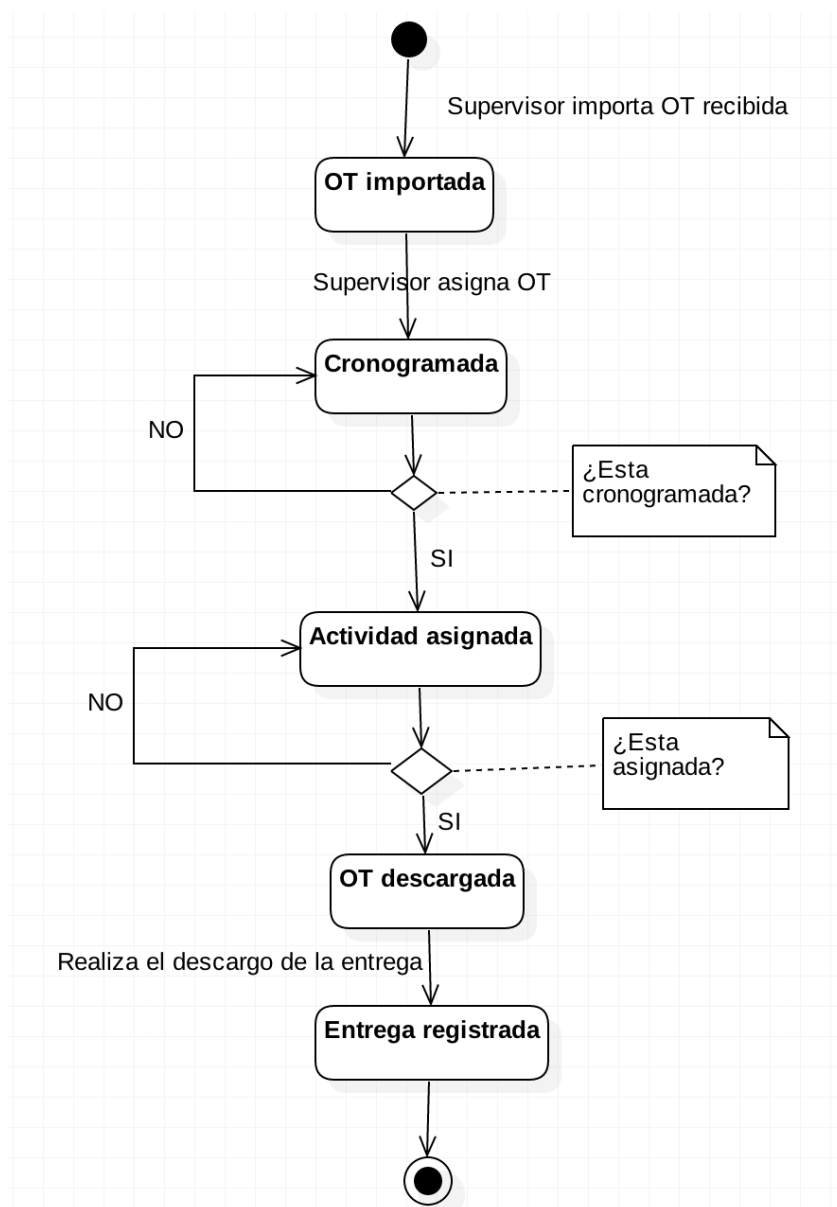 Supervisor importa OT recibida
OT importada
Supervisor asigna OT
Cronogramada
NO
¿Esta
cronogramada?
SI
Actividad asignada
NO
¿Esta
asignada?
SI
OT descargada
Realiza el descargo de la entrega
Entrega registrada